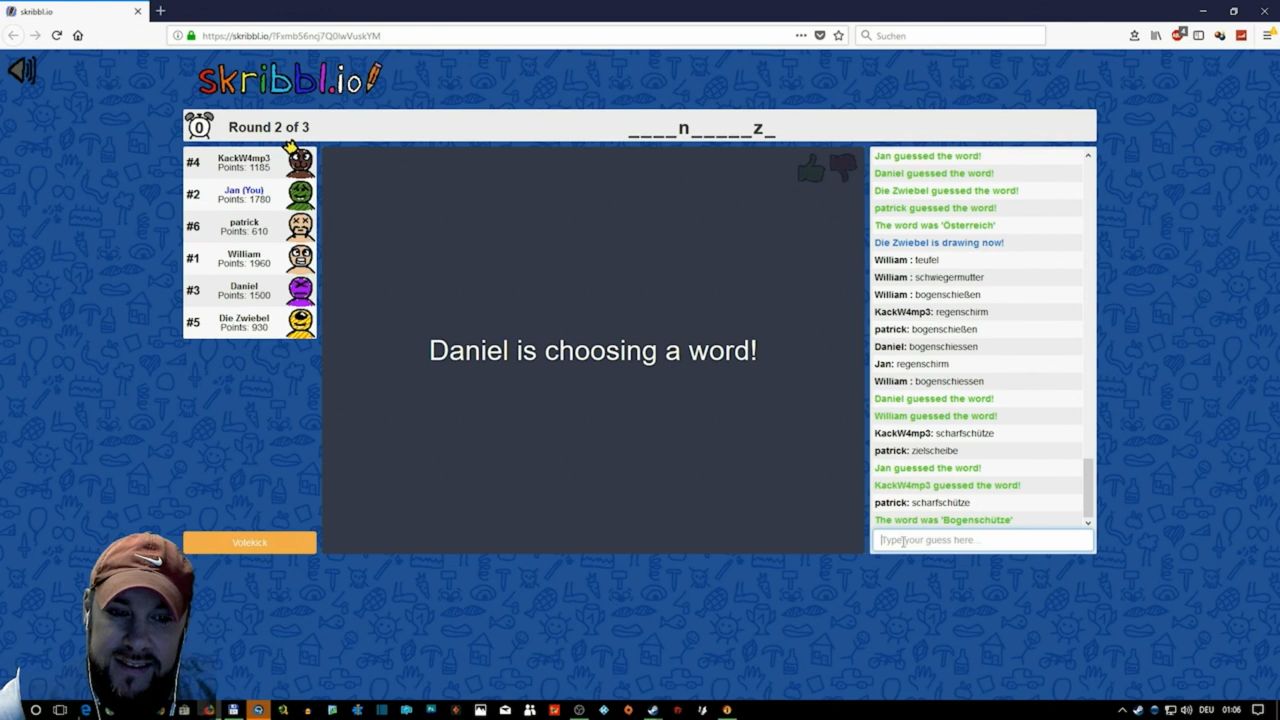 skribbl.io
https://skribbl.io/?Fxmb56ncj7Q0lwVuskYM
Suchen
skribbl.io
0
Round 2 of 3
____n_____z_
#4
KackW4mp3
Points: 1185
#2
Jan (You)
Points: 1780
#6
patrick
Points: 610
#1
William
Points: 1960
#3
Daniel
Points: 1500
#5
Die Zwiebel
Points: 930
Votekick
Daniel is choosing a word!
Jan guessed the word!
Daniel guessed the word!
Die Zwiebel guessed the word!
patrick guessed the word!
The word was 'Österreich'
Die Zwiebel is drawing now!
William : teufel
William : schwiegermutter
William : bogenschießen
KackW4mp3: regenschirm
patrick: bogenschießen
Daniel: bogenschiessen
Jan: regenschirm
William : bogenschiessen
Daniel guessed the word!
William guessed the word!
KackW4mp3: scharfschütze
patrick: zielscheibe
Jan guessed the word!
KackW4mp3 guessed the word!
patrick: scharfschütze
The word was 'Bogenschütze'
Type your guess here...
DEU
01:06